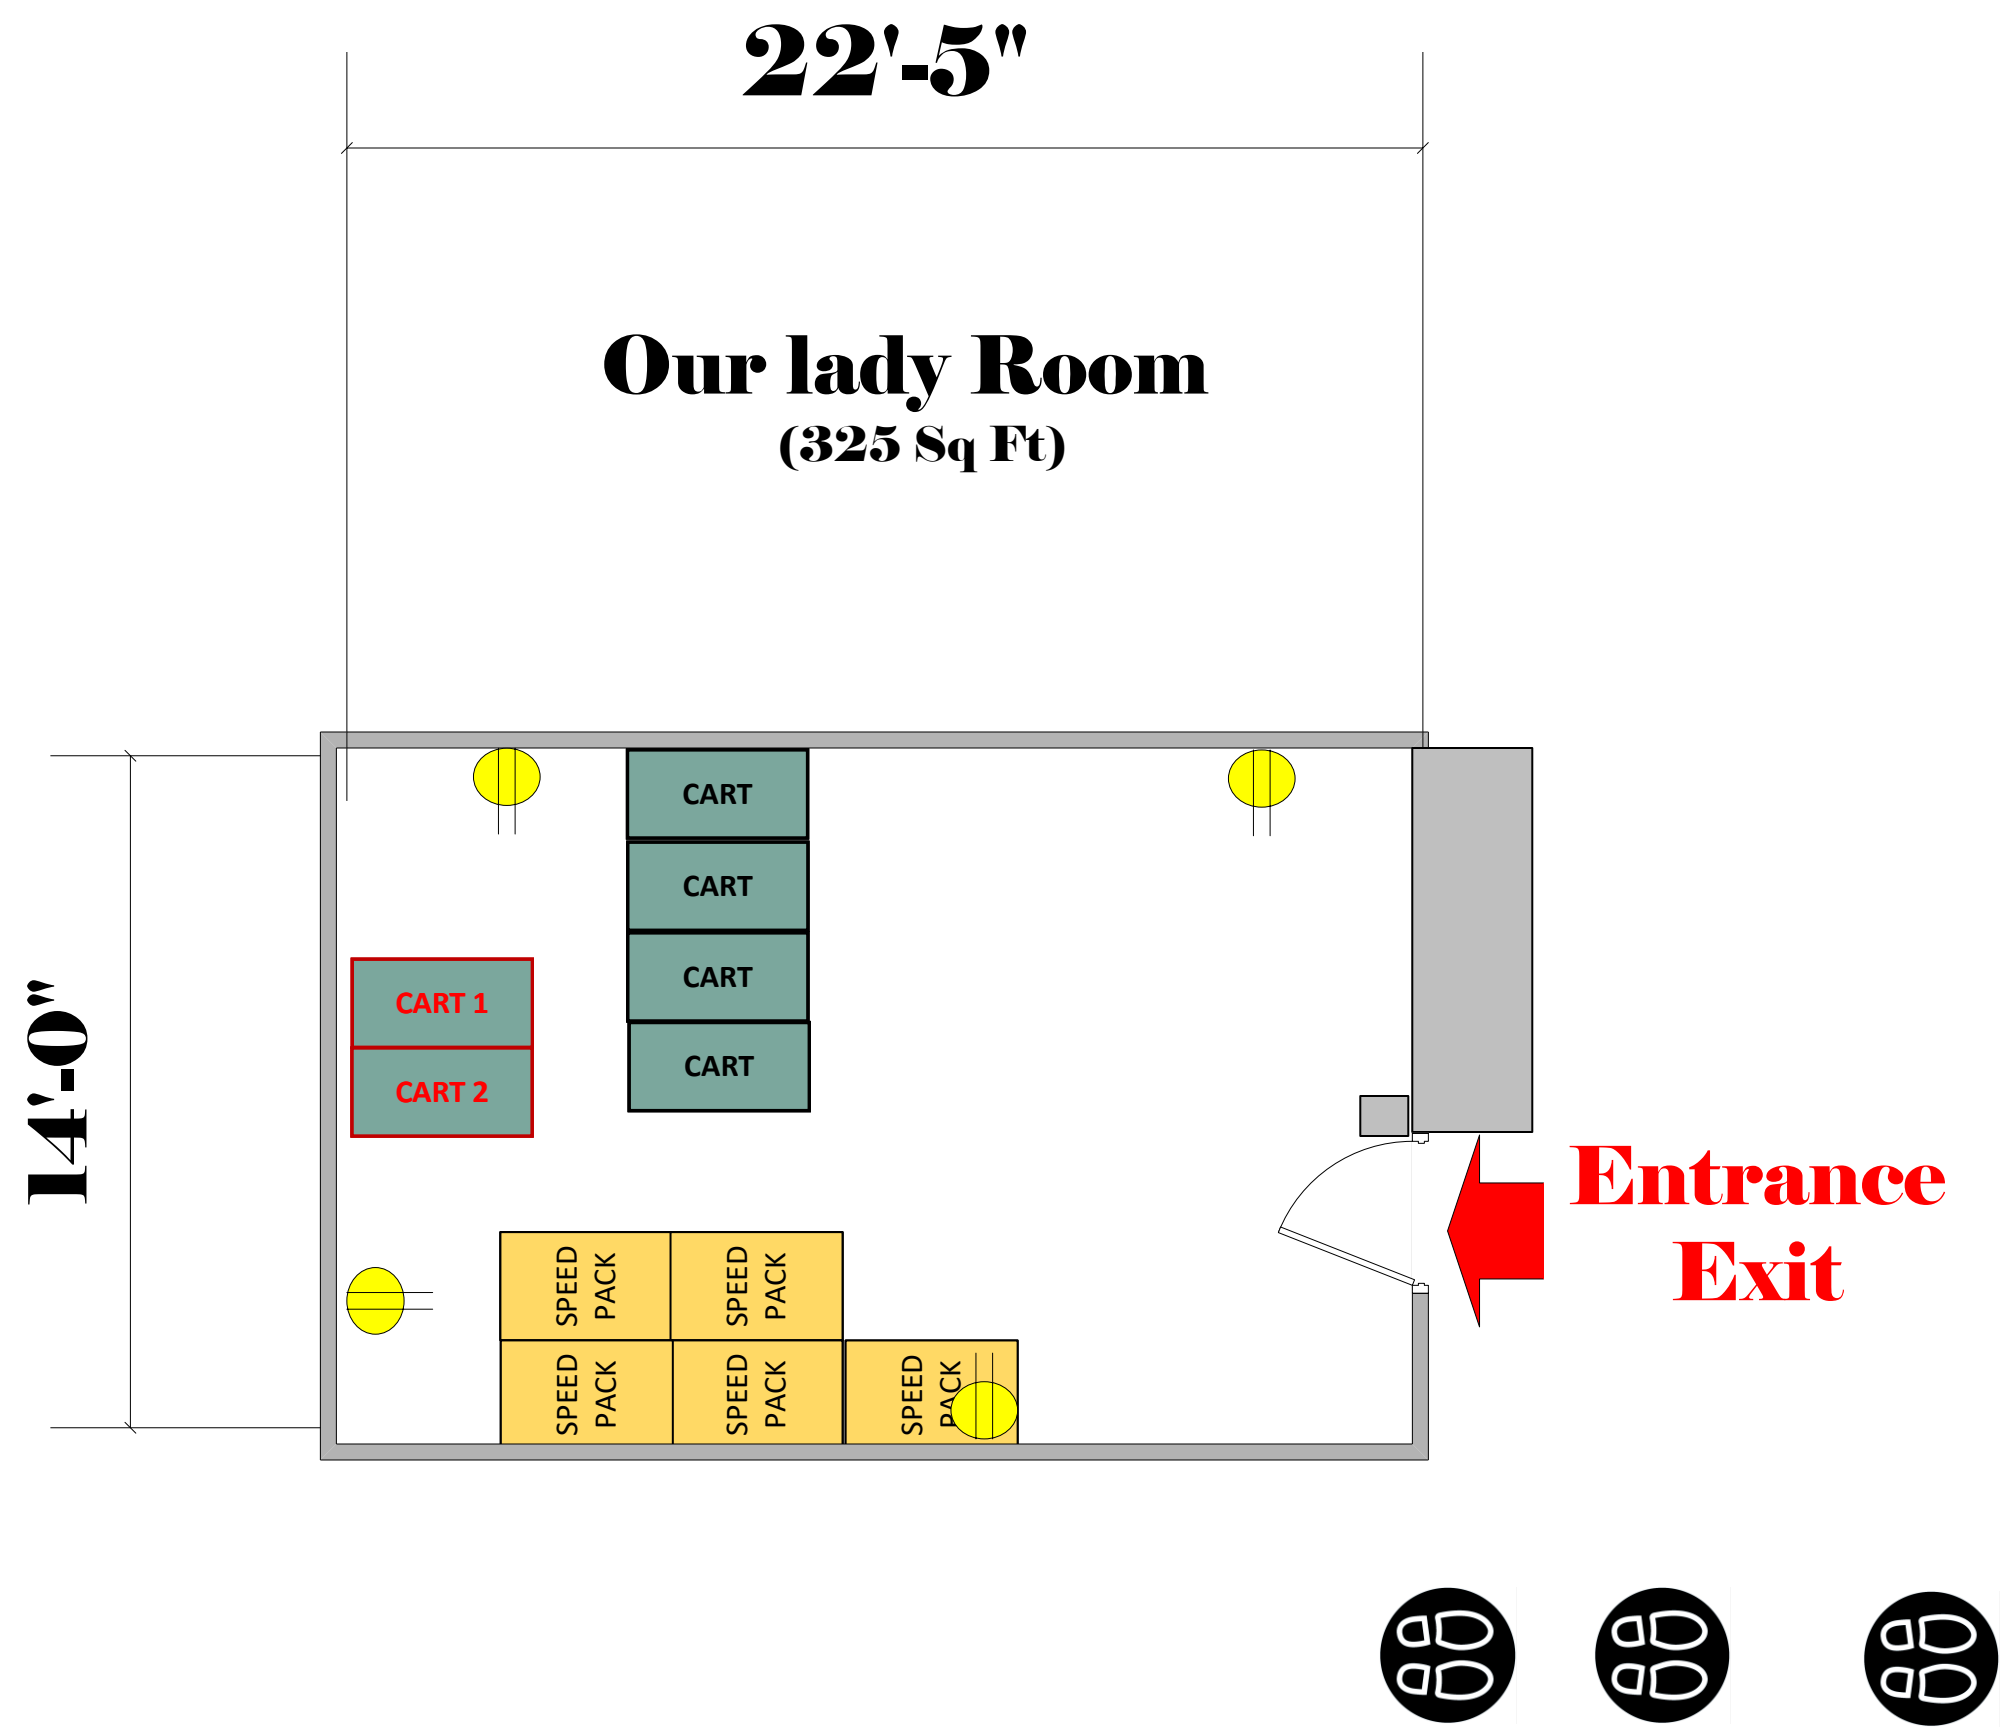 22'-5"
Our lady Room
(325 Sq Ft)
14'-0"
CART
CART
CART
CART
CART 1
CART 2
Entrance
Exit
SPEED
PACK
SPEED
PACK
SPEED
PACK
SPEED
PACK
SPEED
PACK